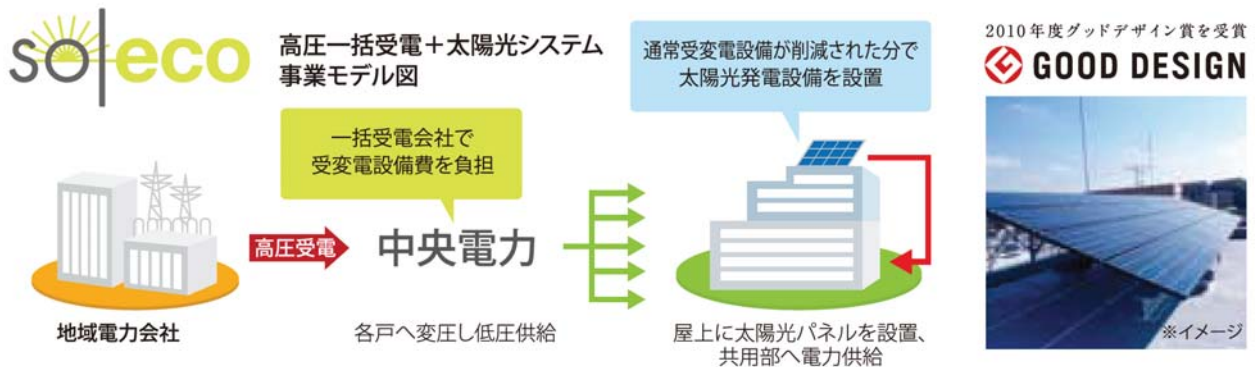 soleco
高圧一括受電＋太陽光システム
事業モデル図
通常受変電設備が削減された分で
太陽光発電設備を設置
2010年度グッドデザイン賞を受賞
GOOD DESIGN
一括受電会社で
受変電設備費を負担
高圧受電
中央電力
※イメージ
地域電力会社
各戸へ変圧し低圧供給
屋上に太陽光パネルを設置、
共用部へ電力供給